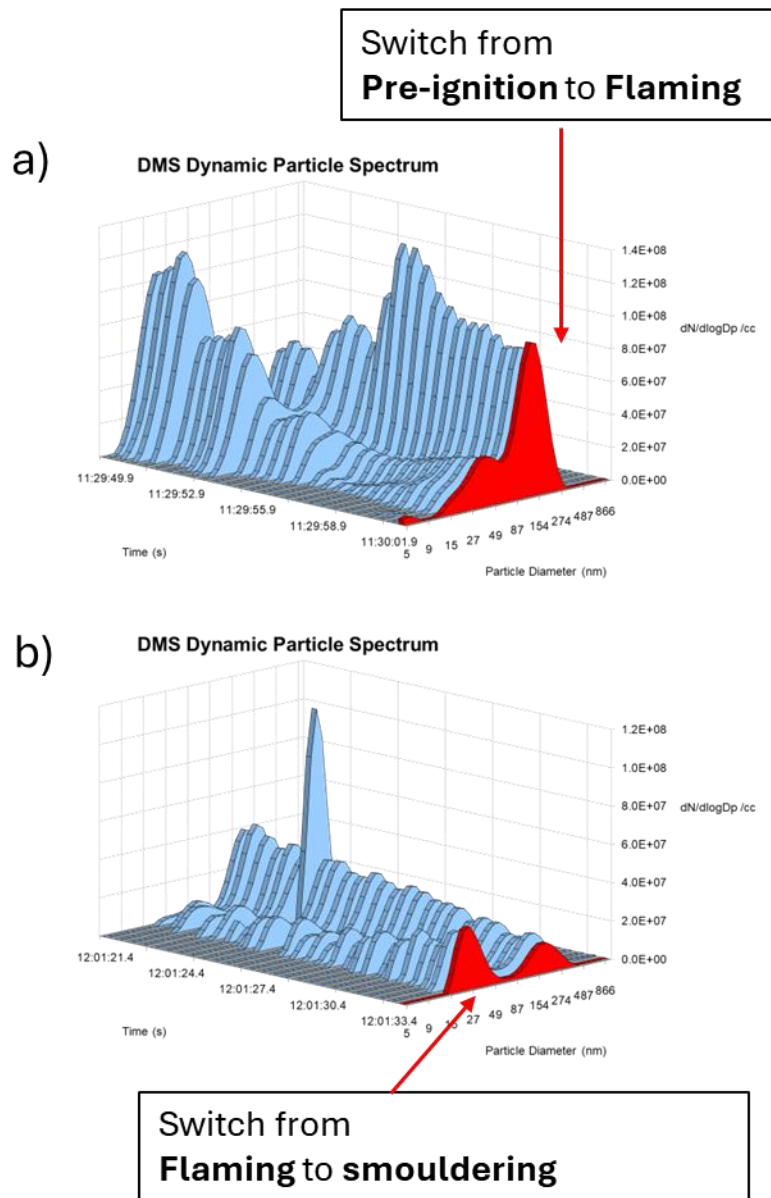 Switch from
Pre-ignition to Flaming
a)
DMS Dynamic Particle Spectrum
1.4E+08
1.2E+08
1.0E+08
dN/dlogDp /cc
8.0E+07
6.0E+07
4.0E+07
2.0E+07
0.0E+00
11:29:49.9
11:29:52.9
11:29:55.9
11:29:58.9
11:30:01.9
Time (s)
5 9 15 27 49 87 154 274 487 866
Particle Diameter (nm)
b)
DMS Dynamic Particle Spectrum
1.2E+08
1.0E+08
dN/dlogDp /cc
8.0E+07
6.0E+07
4.0E+07
2.0E+07
0.0E+00
12:01:21.4
12:01:24.4
12:01:27.4
12:01:30.4
12:01:33.4
Time (s)
5 9 15 27 49 87 154 274 487 866
Particle Diameter (nm)
Switch from
Flaming to smouldering